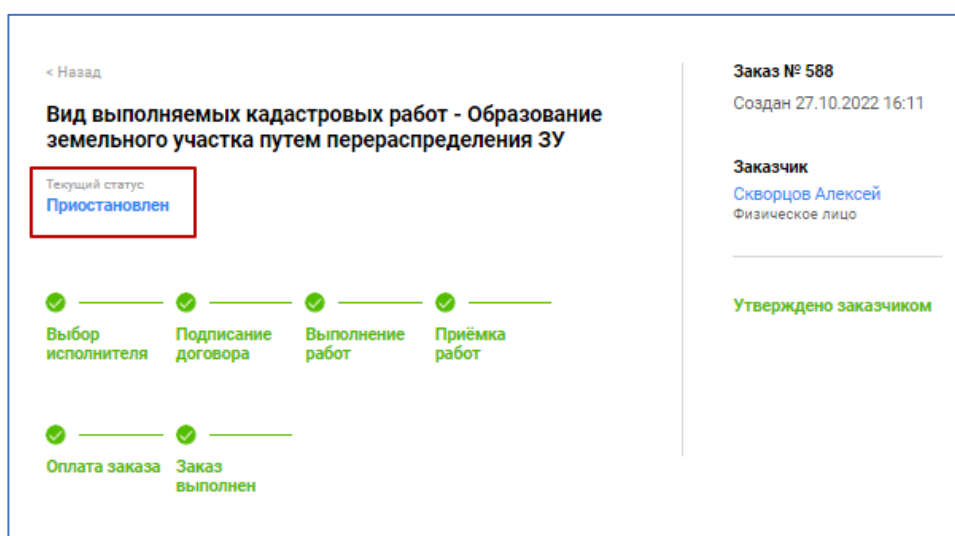 < Назад
Вид выполняемых кадастровых работ - Образование
земельного участка путем перераспределения ЗУ
Текущий статус
Приостановлен
Выбор
исполнителя
Подписание
договора
Выполнение
работ
Приёмка
работ
Оплата заказа
Заказ
выполнен
Заказ № 588
Создан 27.10.2022 16:11
Заказчик
Скворцов Алексей
Физическое лицо
Утверждено заказчиком